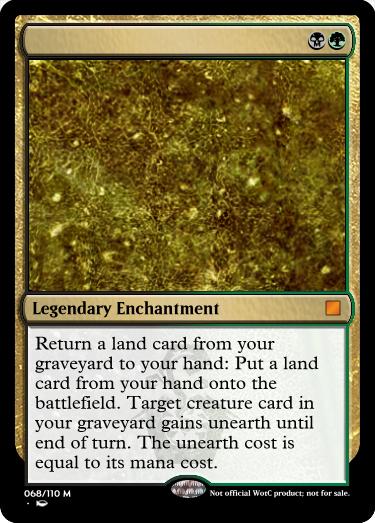 Legendary Enchantment
Return a land card from your
graveyard to your hand: Put a land
card from your hand onto the
battlefield. Target creature card in
your graveyard gains unearth until
end of turn. The unearth cost is
equal to its mana cost.
068/110 M
Not official WotC product; not for sale.